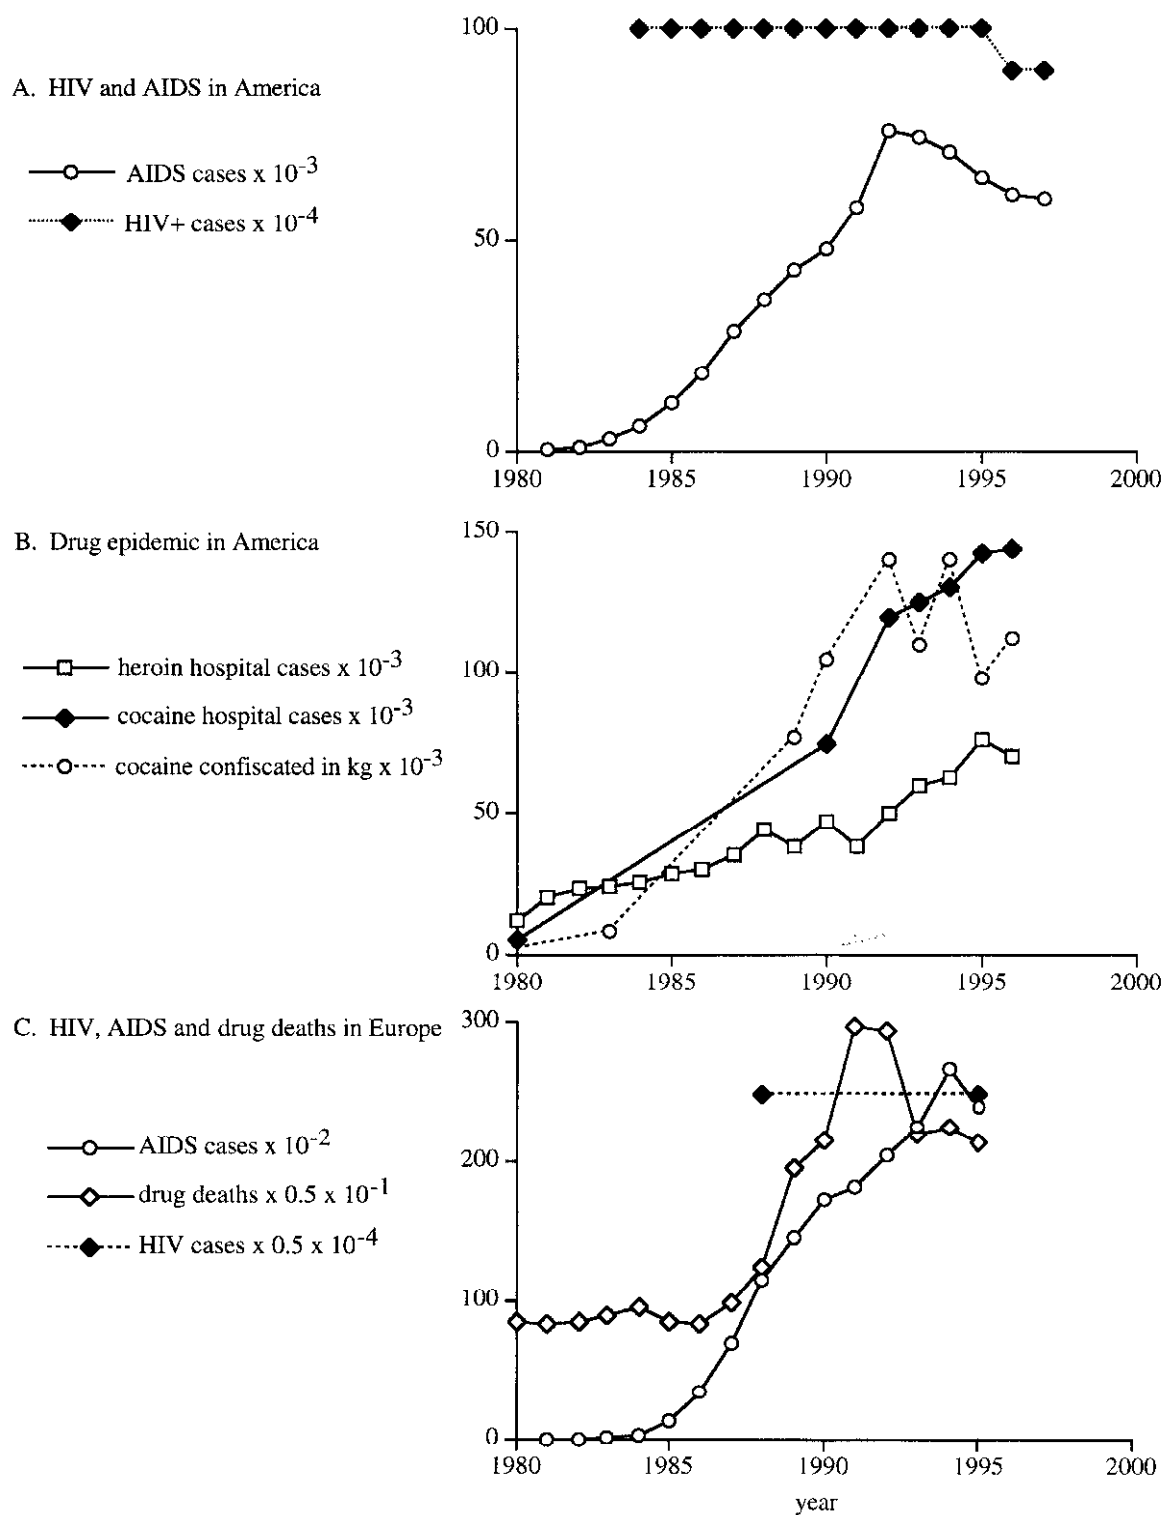 A. HIV and AIDS in America
AIDS cases x 10-3
HIV+ cases x 10-4
100
50
0
1980 1985 1990 1995 2000
B. Drug epidemic in America
heroin hospital cases x 10-3
cocaine hospital cases x 10-3
cocaine confiscated in kg x 10-3
150
100
50
0
1980 1985 1990 1995 2000
C. HIV, AIDS and drug deaths in Europe
AIDS cases x 10-2
drug deaths x 0.5 x 10-1
HIV cases x 0.5 x 10-4
300
200
100
0
1980 1985 1990 1995 2000
year